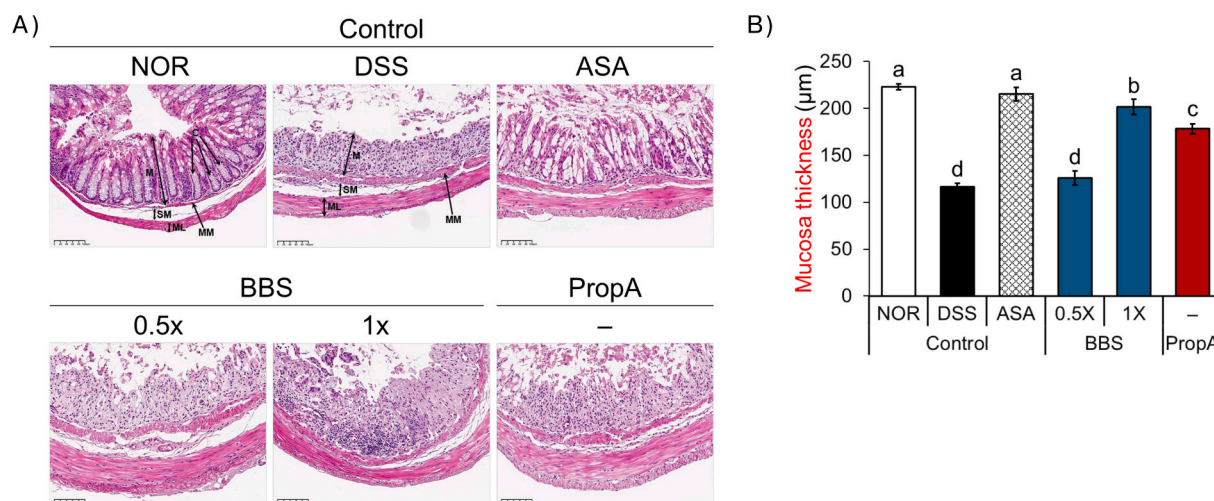 A)
Control
NOR DSS ASA
C
M
SM
ML
MM
M
SM
ML
MM
BBS PropA
0.5x 1x –
B)
Mucosa thickness (µm)
250
200
150
100
50
0
a
d
a
d
b
c
NOR DSS ASA 0.5X 1X –
Control BBS PropA